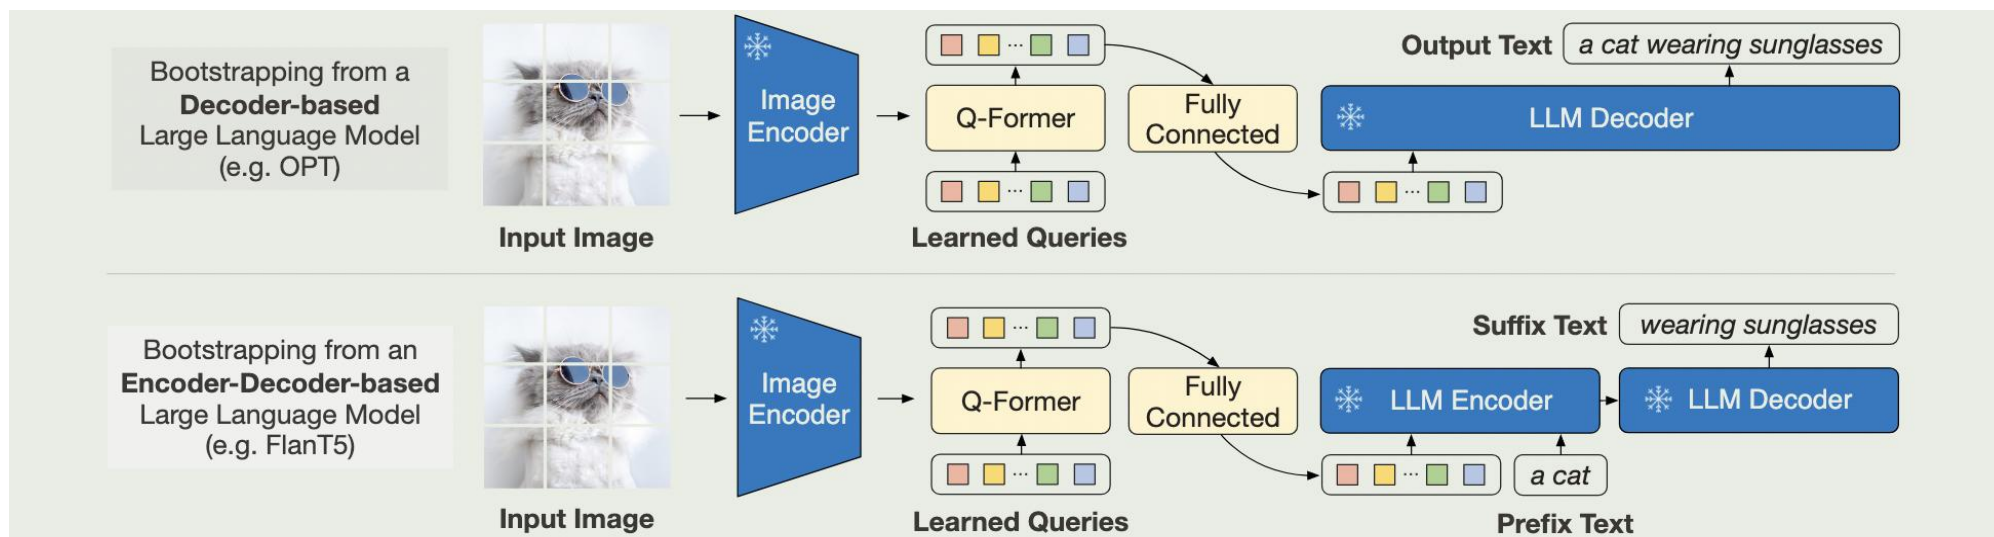 Bootstrapping from a
Decoder-based
Large Language Model
(e.g. OPT)
Input Image
Image
Encoder
...
Q-Former
...
Learned Queries
Fully
Connected
Output Text
a cat wearing sunglasses
LLM Decoder
...
Bootstrapping from an
Encoder-Decoder-based
Large Language Model
(e.g. FlanT5)
Input Image
Image
Encoder
...
Q-Former
...
Learned Queries
Fully
Connected
Suffix Text
wearing sunglasses
LLM Encoder
LLM Decoder
...
a cat
Prefix Text